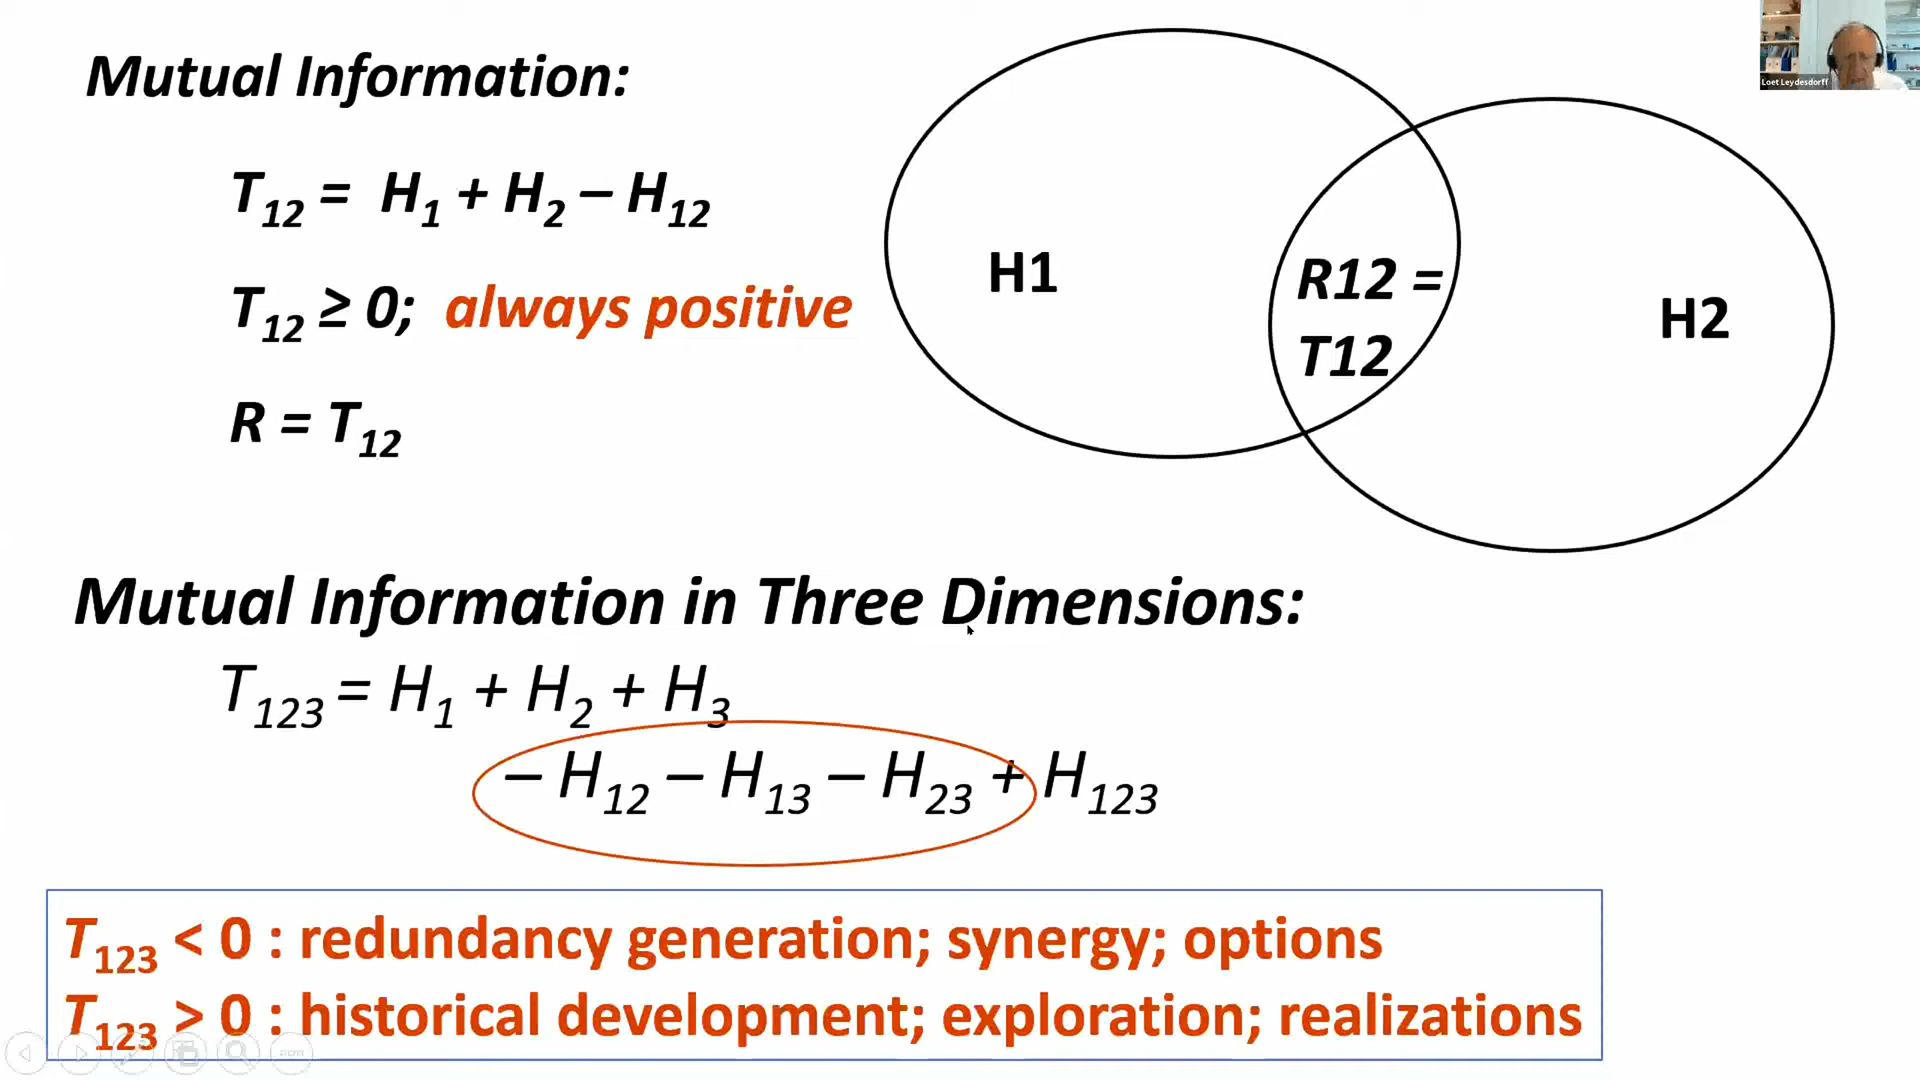 Mutual Information:
T12 = H1 + H2 – H12
T12 ≥ 0; always positive
R = T12
H1
R12 =
T12
H2
Loet Leydesdorff
Mutual Information in Three Dimensions:
T123 = H1 + H2 + H3
– H12 – H13 – H23 + H123
T123 < 0 : redundancy generation; synergy; options
T123 > 0 : historical development; exploration; realizations